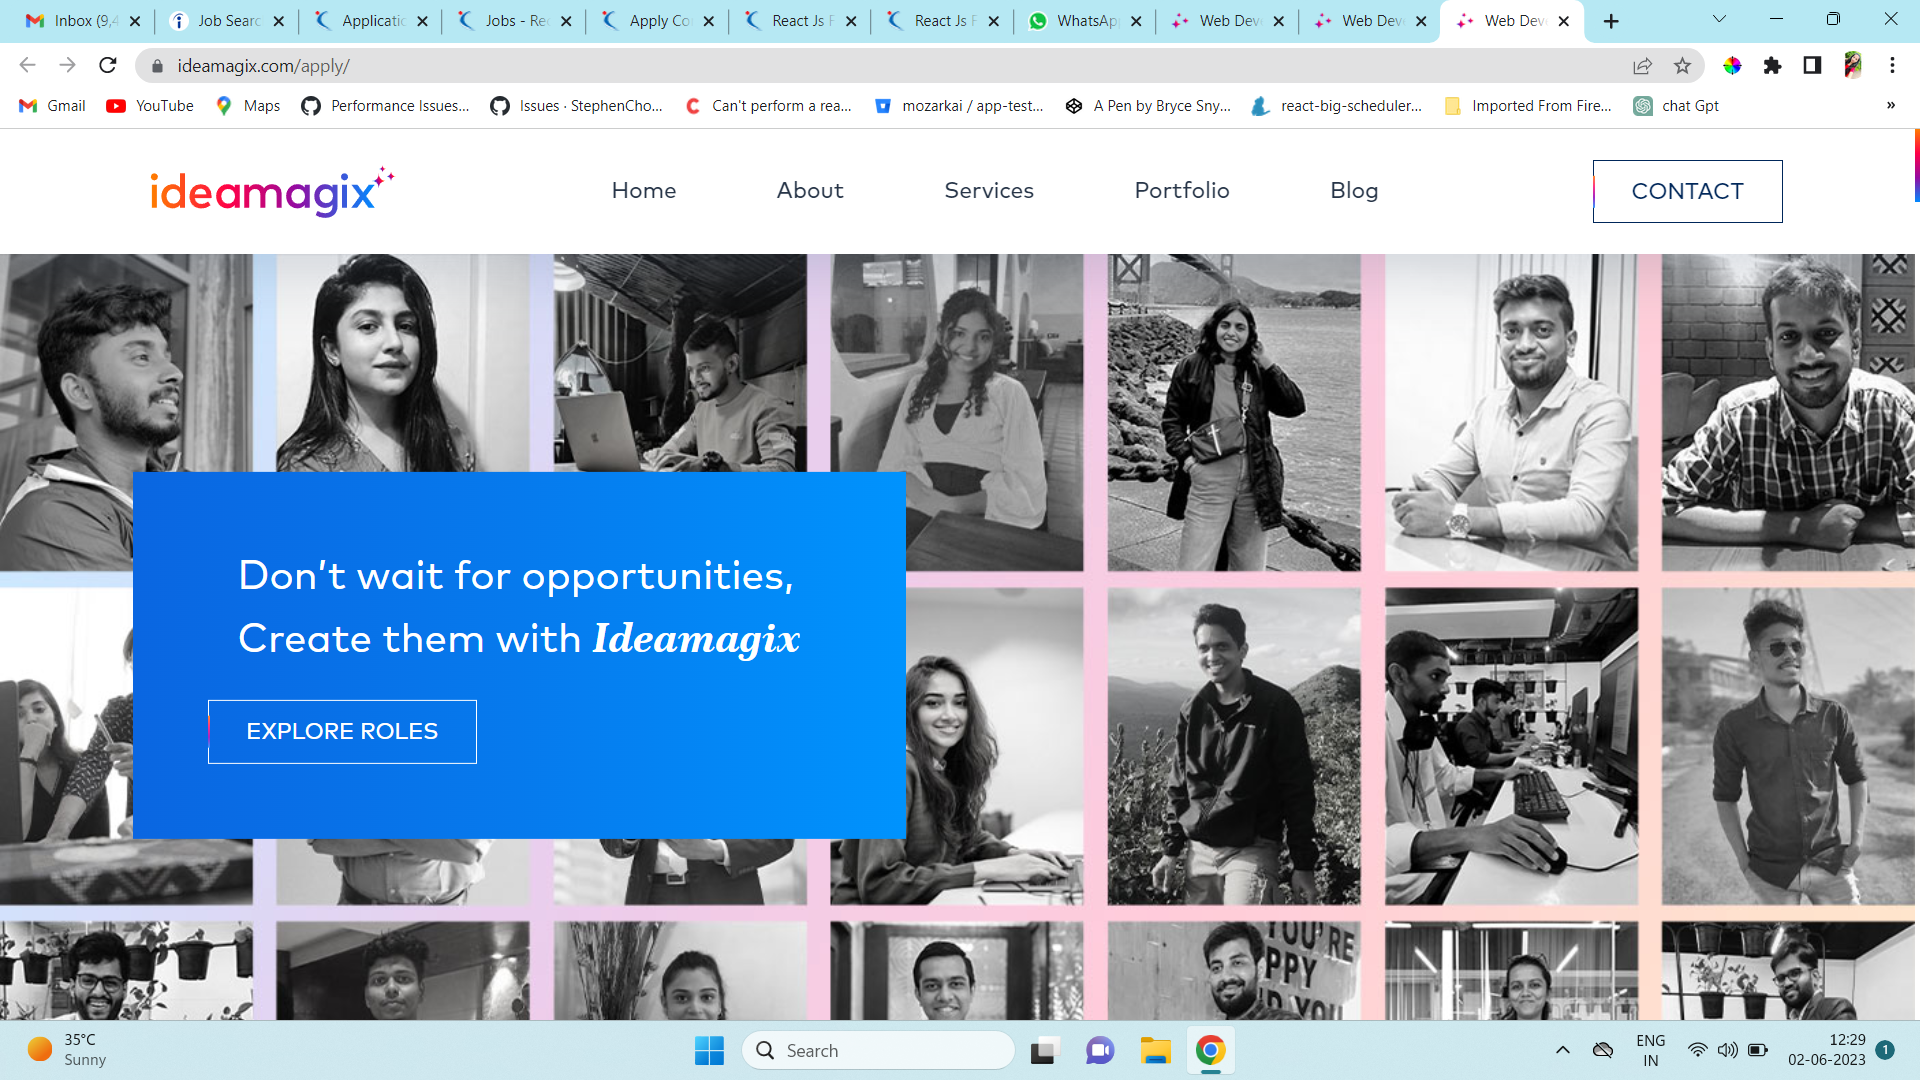 Inbox (9,4
Job Searc
Applicatio
Jobs - Rec
Apply Co
React Js F
React Js F
WhatsAp
Web Dev
Web Dev
Web Dev
ideamagix.com/apply/
Gmail
YouTube
Maps
Performance Issues...
Issues · StephenCho...
Can't perform a rea...
mozarkai / app-test...
A Pen by Bryce Sny...
react-big-scheduler...
Imported From Fire...
chat Gpt
»
ideamagix
Home
About
Services
Portfolio
Blog
CONTACT
Don't wait for opportunities,
Create them with Ideamagix
EXPLORE ROLES
YOU'RE
PPY
YOU
35°C
Sunny
Search
ENG
IN
12:29
02-06-2023
1